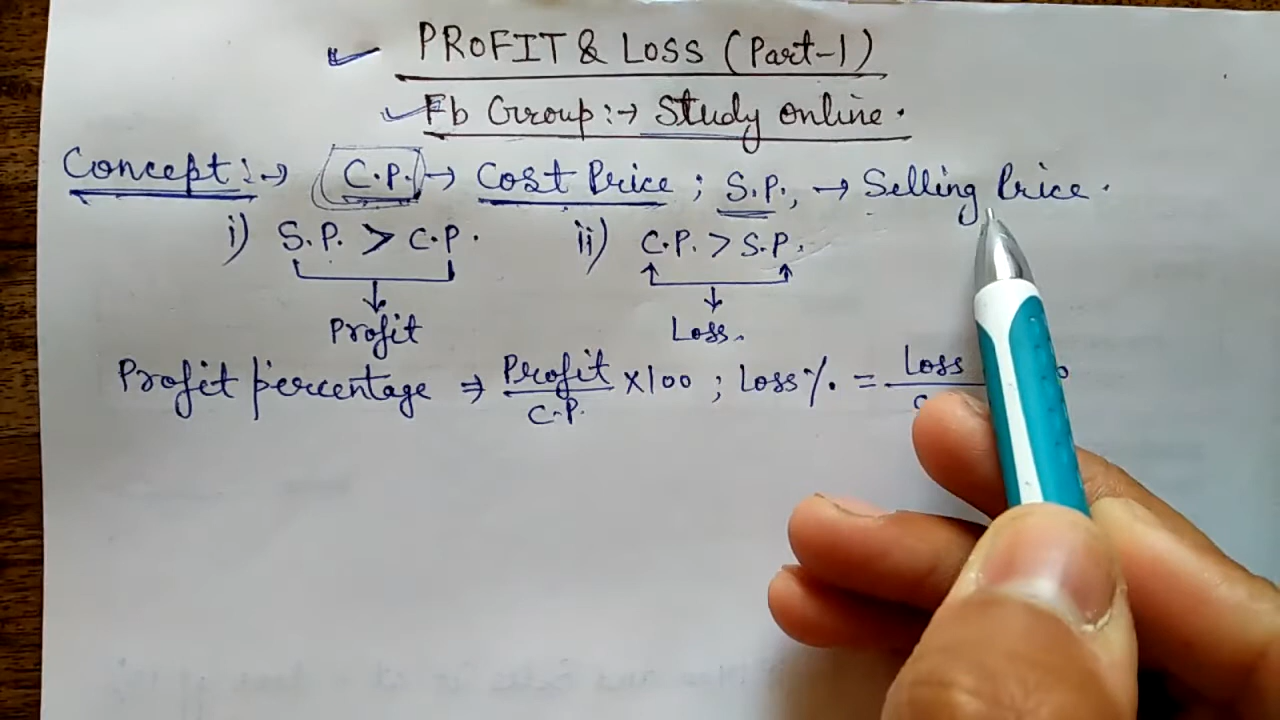 PROFIT & LOSS (Part-1)
Fb Group:→ Study online.
Concept:→ C.P. → Cost Price ; S.P., → Selling Price.
i) S.P. > C.P. ii) C.P. > S.P.
Profit Loss.
Profit percentage ⇒ Profit/C.P. ×100 ; Loss% = Loss